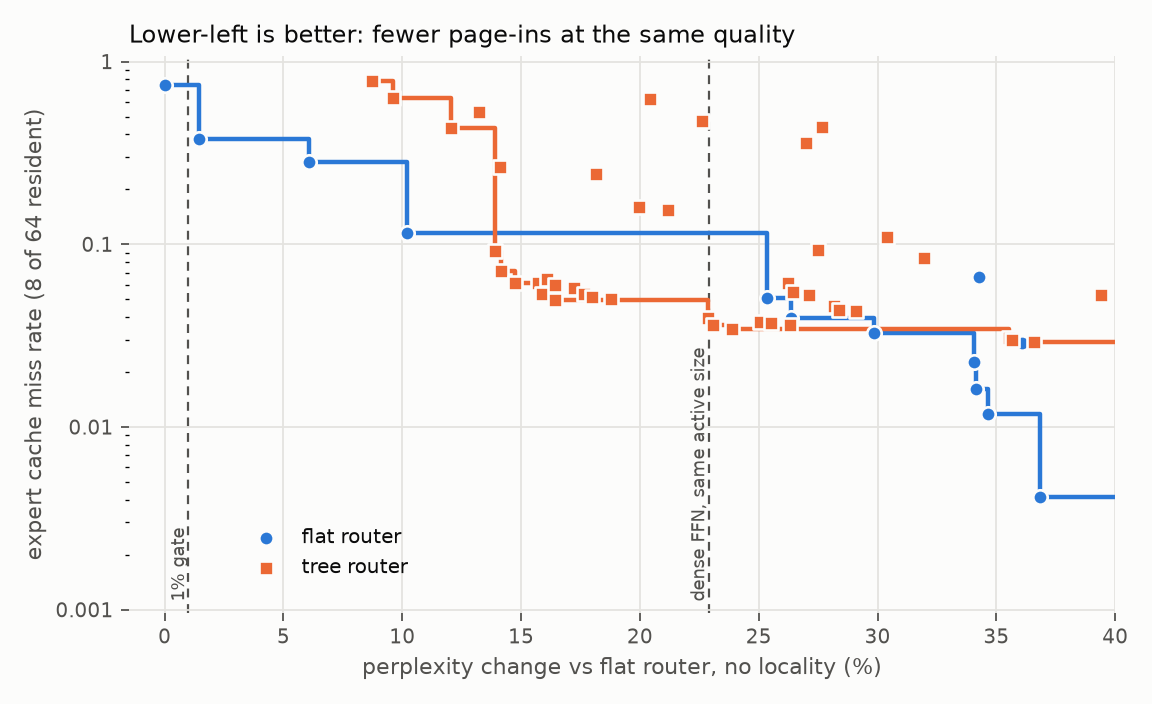 Lower-left is better: fewer page-ins at the same quality
expert cache miss rate (8 of 64 resident)
1
0.1
0.01
0.001
1% gate
dense FFN, same active size
flat router
tree router
0 5 10 15 20 25 30 35 40
perplexity change vs flat router, no locality (%)